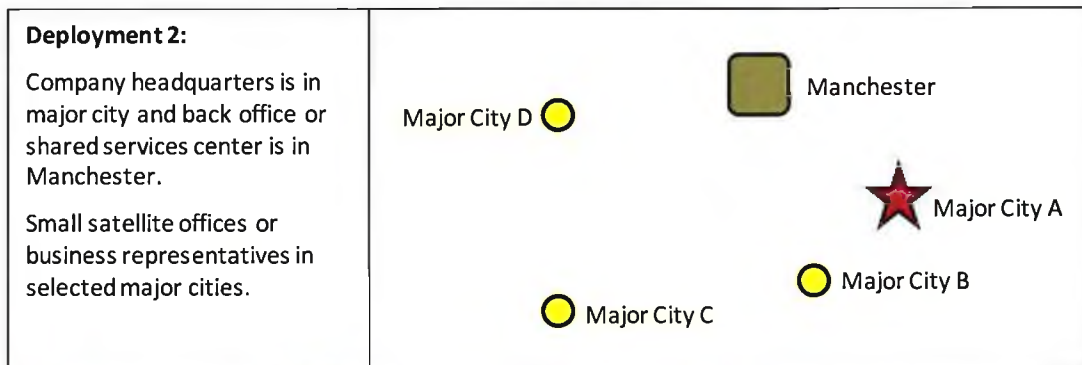 Deployment 2:
Company headquarters is in
major city and back office or
shared services center is in
Manchester.
Small satellite offices or
business representatives in
selected major cities.
Manchester
Major City D
Major City A
Major City B
Major City C